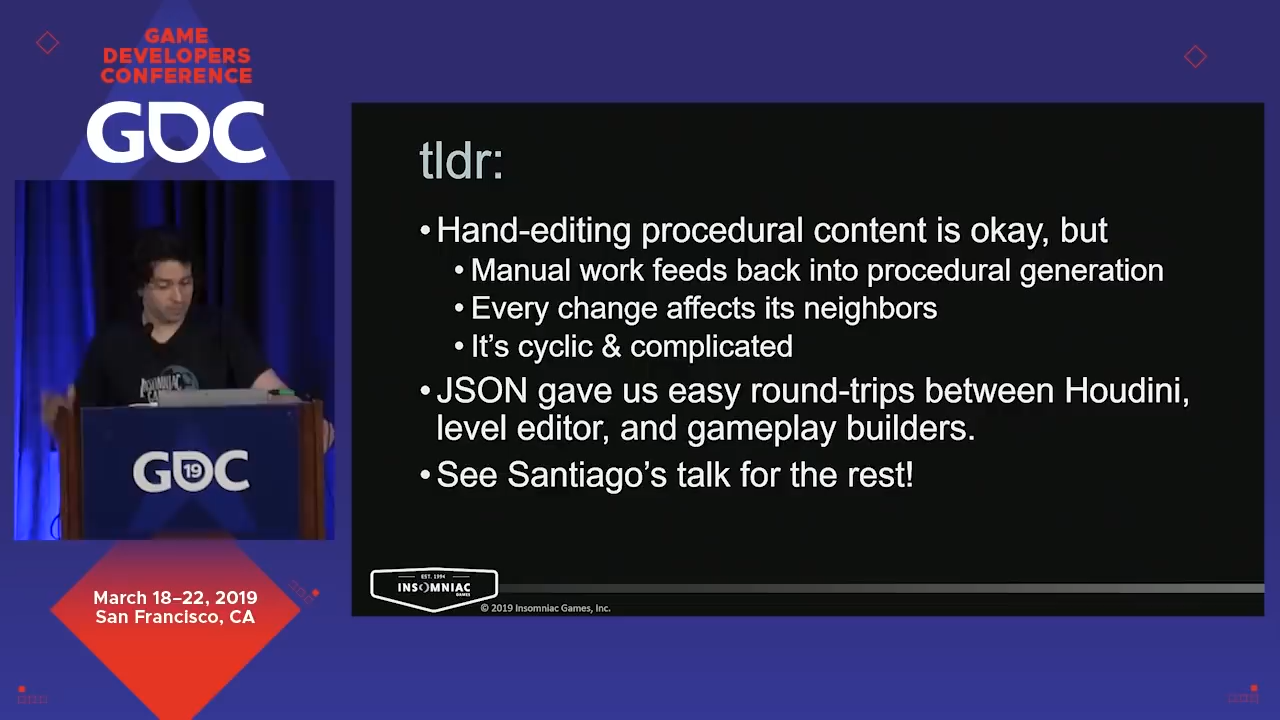 GAME
DEVELOPERS
CONFERENCE
GDC
tldr:
•Hand-editing procedural content is okay, but
•Manual work feeds back into procedural generation
•Every change affects its neighbors
•It's cyclic & complicated
•JSON gave us easy round-trips between Houdini,
level editor, and gameplay builders.
•See Santiago's talk for the rest!
INSOMNIAC
GDC
19
March 18–22, 2019
San Francisco, CA
EST. 1994
INSOMNIAC
GAMES
© 2019 Insomniac Games, Inc.